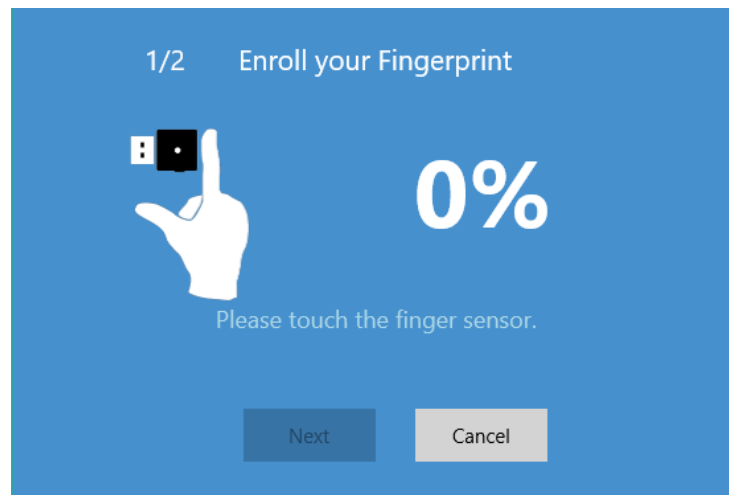 1/2 Enroll your Fingerprint
0%
Please touch the finger sensor.
Next Cancel